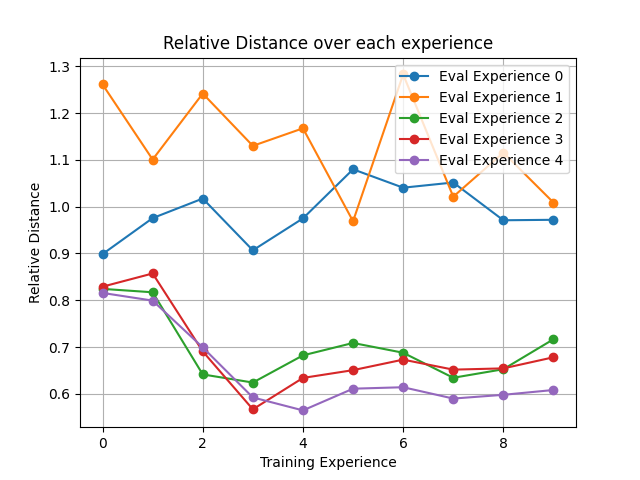 Relative Distance over each experience
Eval Experience 0
Eval Experience 1
Eval Experience 2
Eval Experience 3
Eval Experience 4
Relative Distance
1.3
1.2
1.1
1.0
0.9
0.8
0.7
0.6
0 2 4 6 8
Training Experience